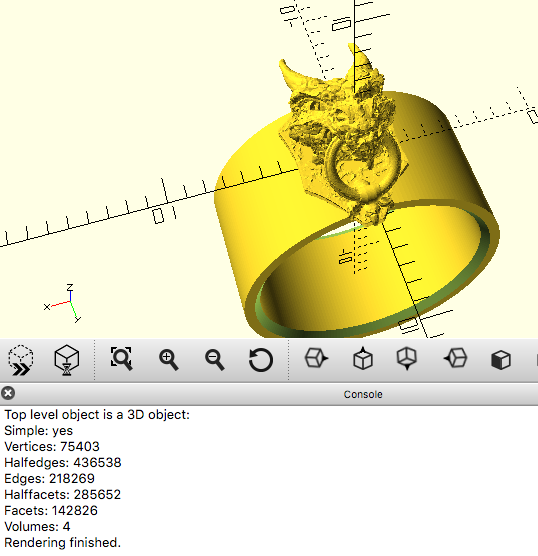 Z
X
Y
Console
Top level object is a 3D object:
Simple: yes
Vertices: 75403
Halfedges: 436538
Edges: 218269
Halffacets: 285652
Facets: 142826
Volumes: 4
Rendering finished.